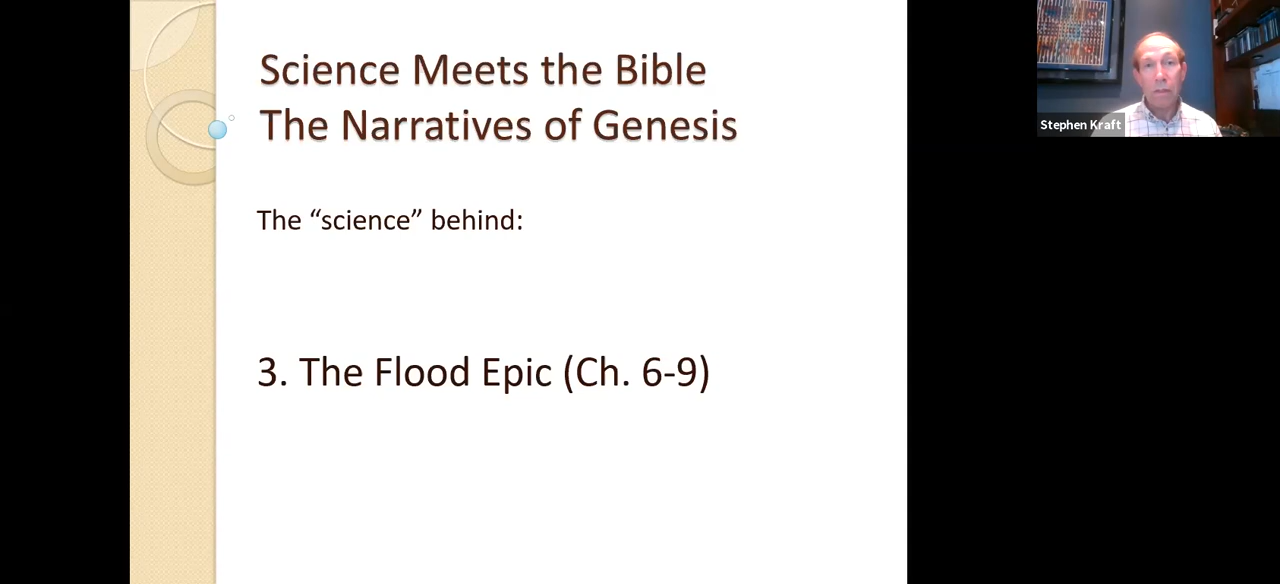 Science Meets the Bible
The Narratives of Genesis
The “science” behind:
3. The Flood Epic (Ch. 6-9)
Stephen Kraft